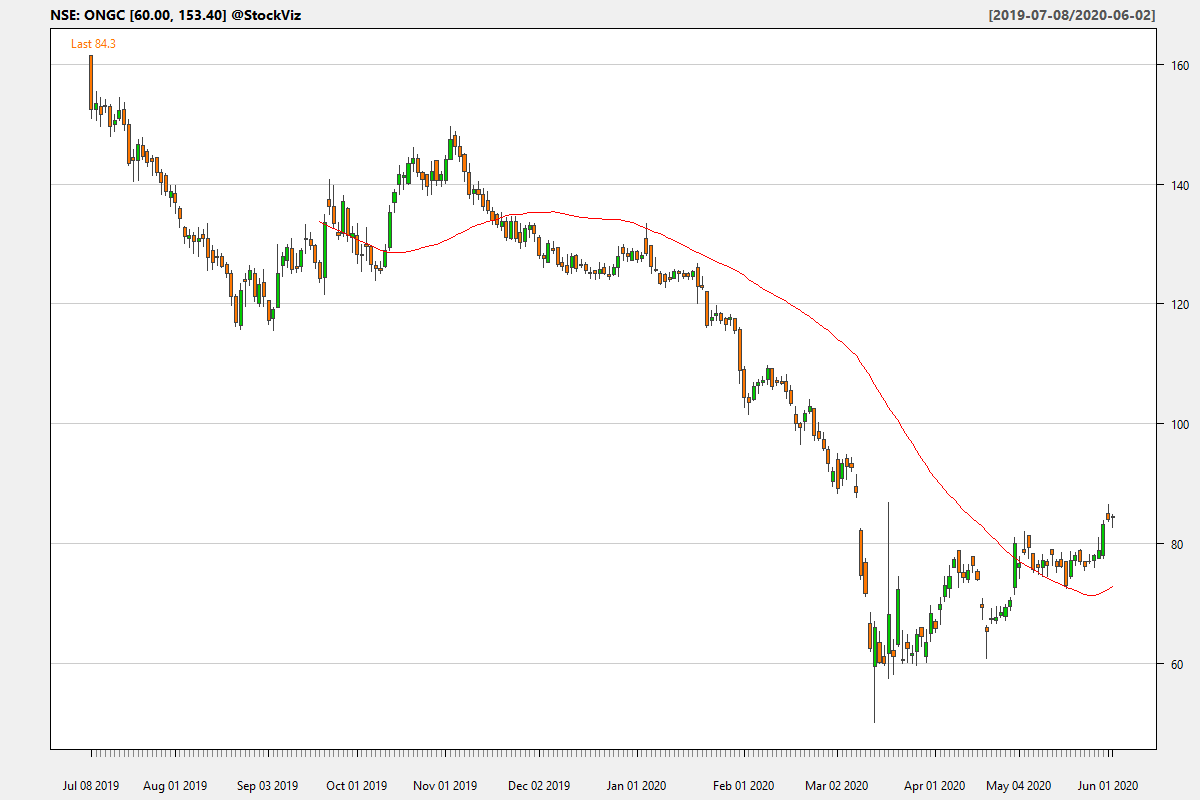 NSE: ONGC [60.00, 153.40] @StockViz
[2019-07-08/2020-06-02]
Last 84.3
160
140
120
100
80
60
Jul 08 2019 Aug 01 2019 Sep 03 2019 Oct 01 2019 Nov 01 2019 Dec 02 2019 Jan 01 2020 Feb 01 2020 Mar 02 2020 Apr 01 2020 May 04 2020 Jun 01 2020